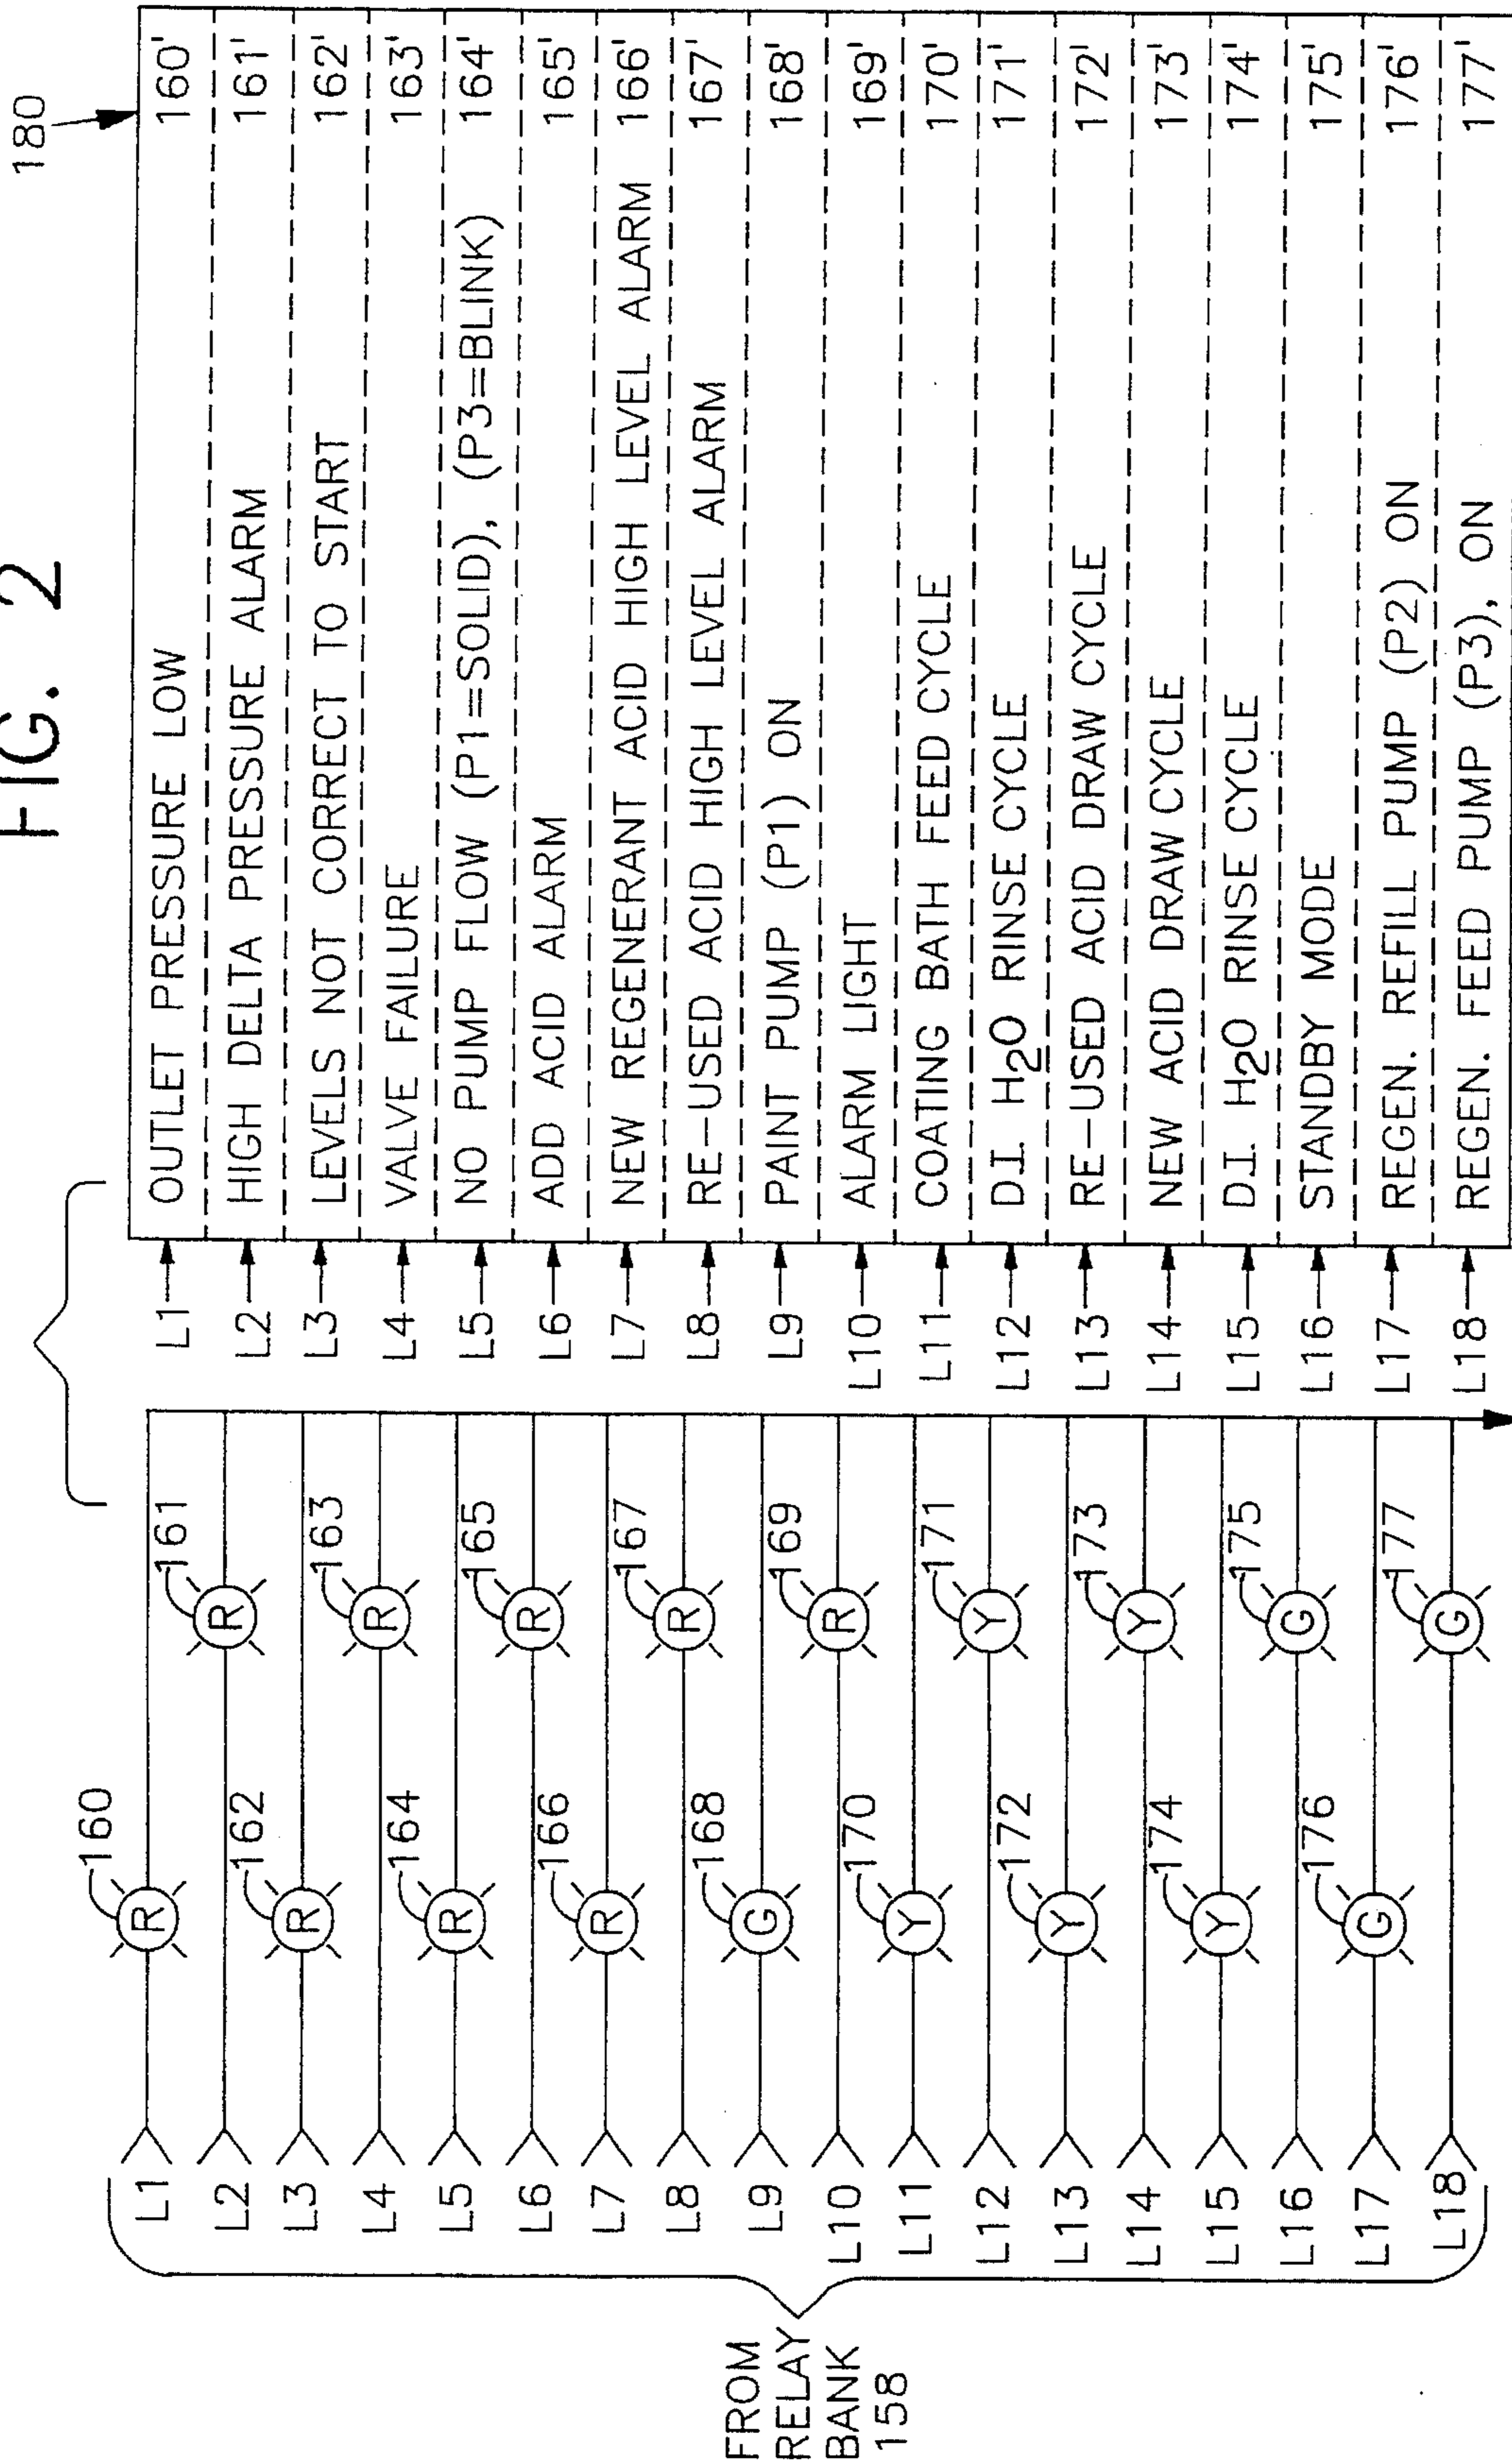 FIG. 2
180
FROM
RELAY
BANK
158
L1
L2
L3
L4
L5
L6
L7
L8
L9
L10
L11
L12
L13
L14
L15
L16
L17
L18
160
R
161
R
162
R
163
R
164
R
165
R
166
R
167
R
168
G
169
R
170
Y
171
Y
172
Y
173
Y
174
Y
175
G
176
G
177
G
L1 OUTLET PRESSURE LOW 160'
L2 HIGH DELTA PRESSURE ALARM 161'
L3 LEVELS NOT CORRECT TO START 162'
L4 VALVE FAILURE 163'
L5 NO PUMP FLOW (P1=SOLID), (P3=BLINK) 164'
L6 ADD ACID ALARM 165'
L7 NEW REGENERANT ACID HIGH LEVEL ALARM 166'
L8 RE-USED ACID HIGH LEVEL ALARM 167'
L9 PAINT PUMP (P1) ON 168'
L10 ALARM LIGHT 169'
L11 COATING BATH FEED CYCLE 170'
L12 D.I. H2O RINSE CYCLE 171'
L13 RE-USED ACID DRAW CYCLE 172'
L14 NEW ACID DRAW CYCLE 173'
L15 D.I. H2O RINSE CYCLE 174'
L16 STANDBY MODE 175'
L17 REGEN. REFILL PUMP (P2) ON 176'
L18 REGEN. FEED PUMP (P3), ON 177'